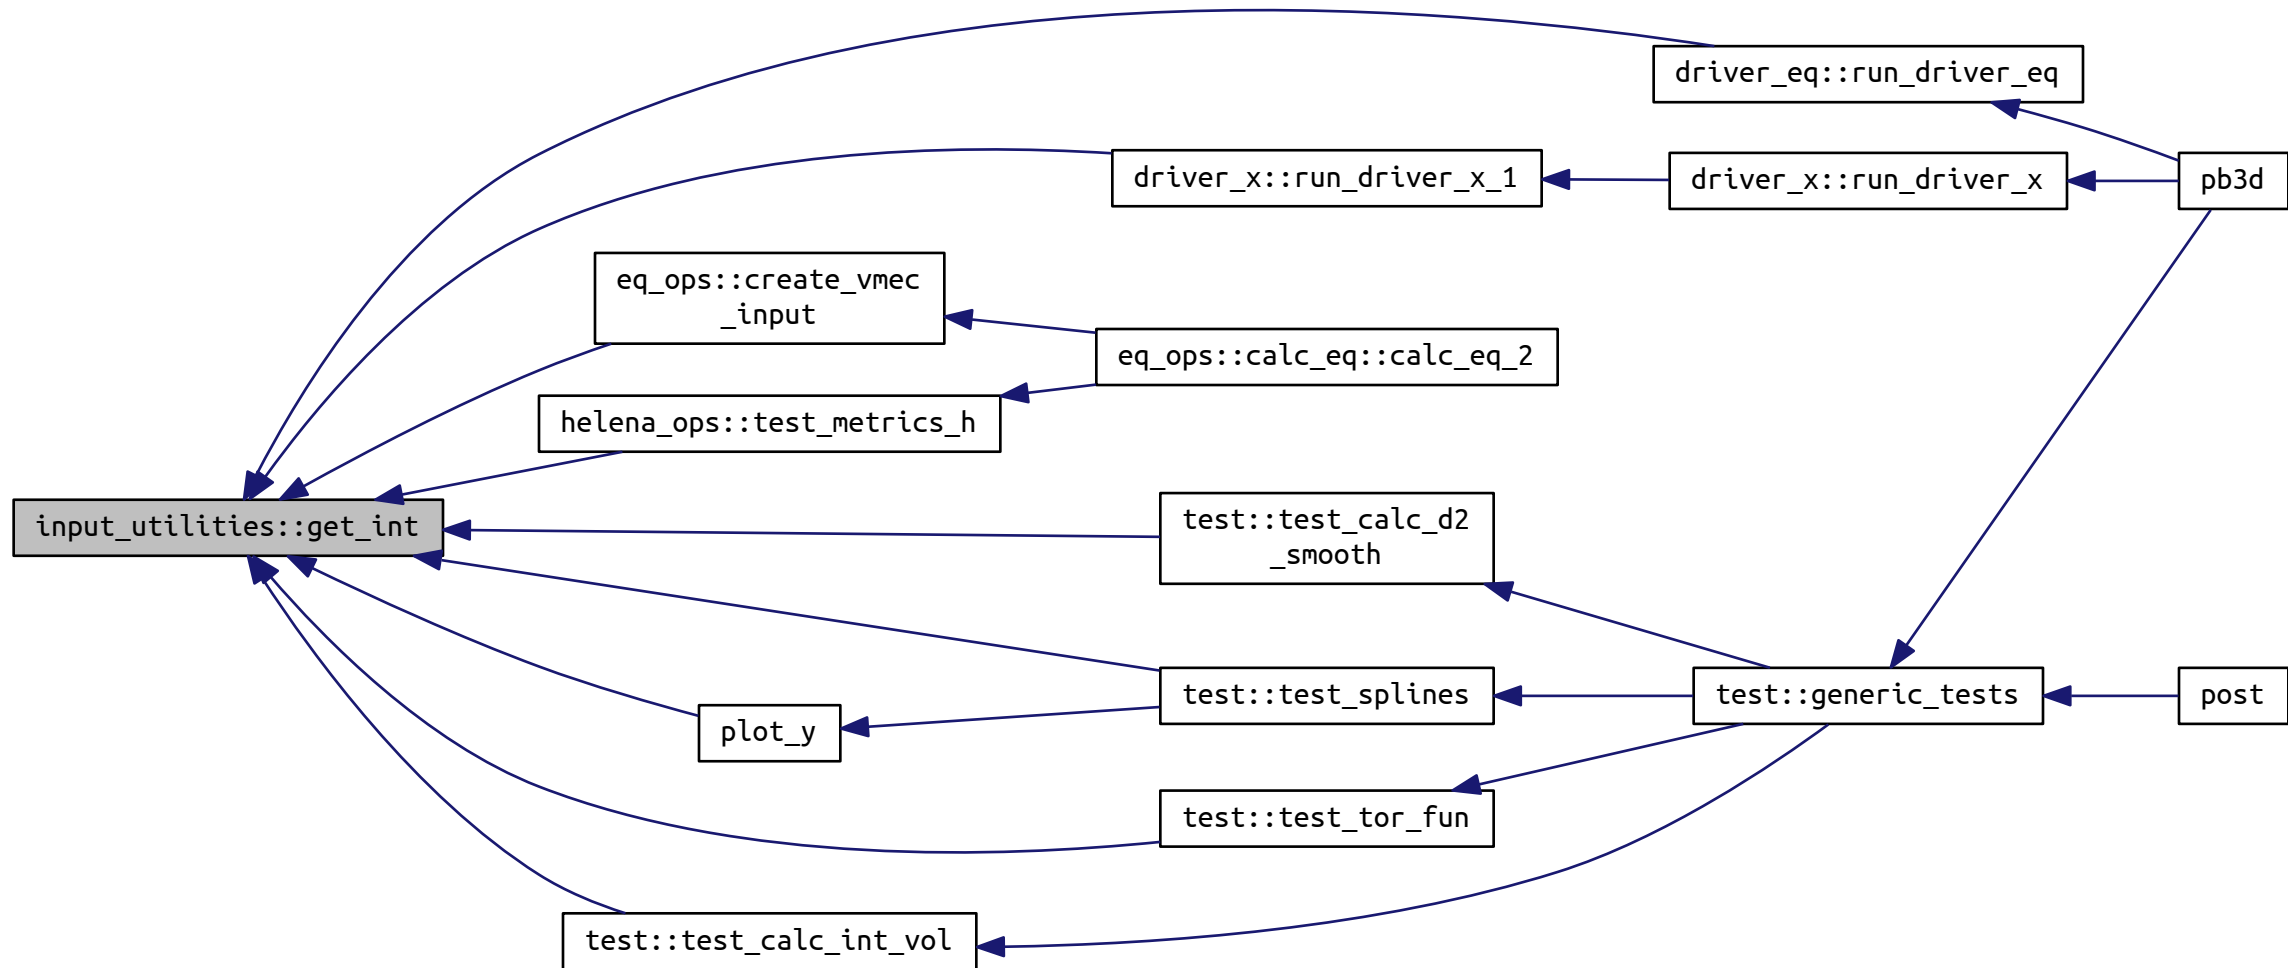 driver_eq::run_driver_eq
driver_x::run_driver_x_1
driver_x::run_driver_x
pb3d
eq_ops::create_vmec
_input
eq_ops::calc_eq::calc_eq_2
helena_ops::test_metrics_h
input_utilities::get_int
test::test_calc_d2
_smooth
test::test_splines
test::generic_tests
post
plot_y
test::test_tor_fun
test::test_calc_int_vol